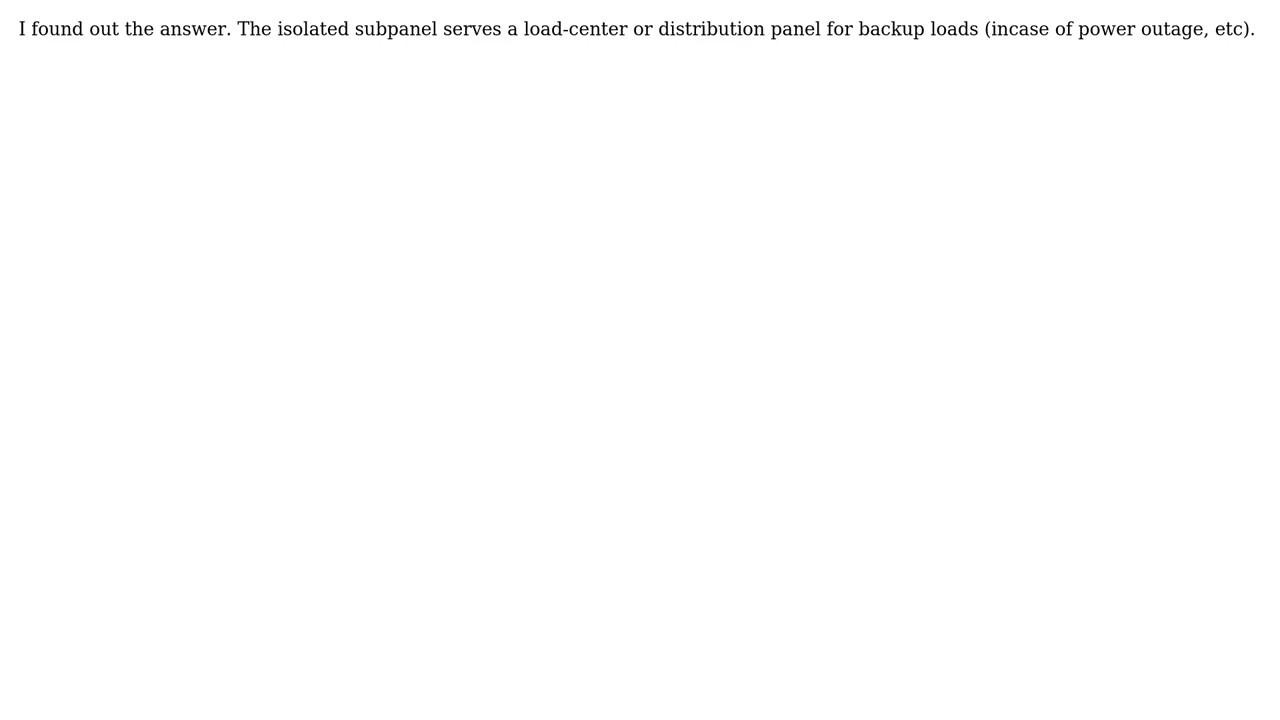 I found out the answer. The isolated subpanel serves a load-center or distribution panel for backup loads (incase of power outage, etc).